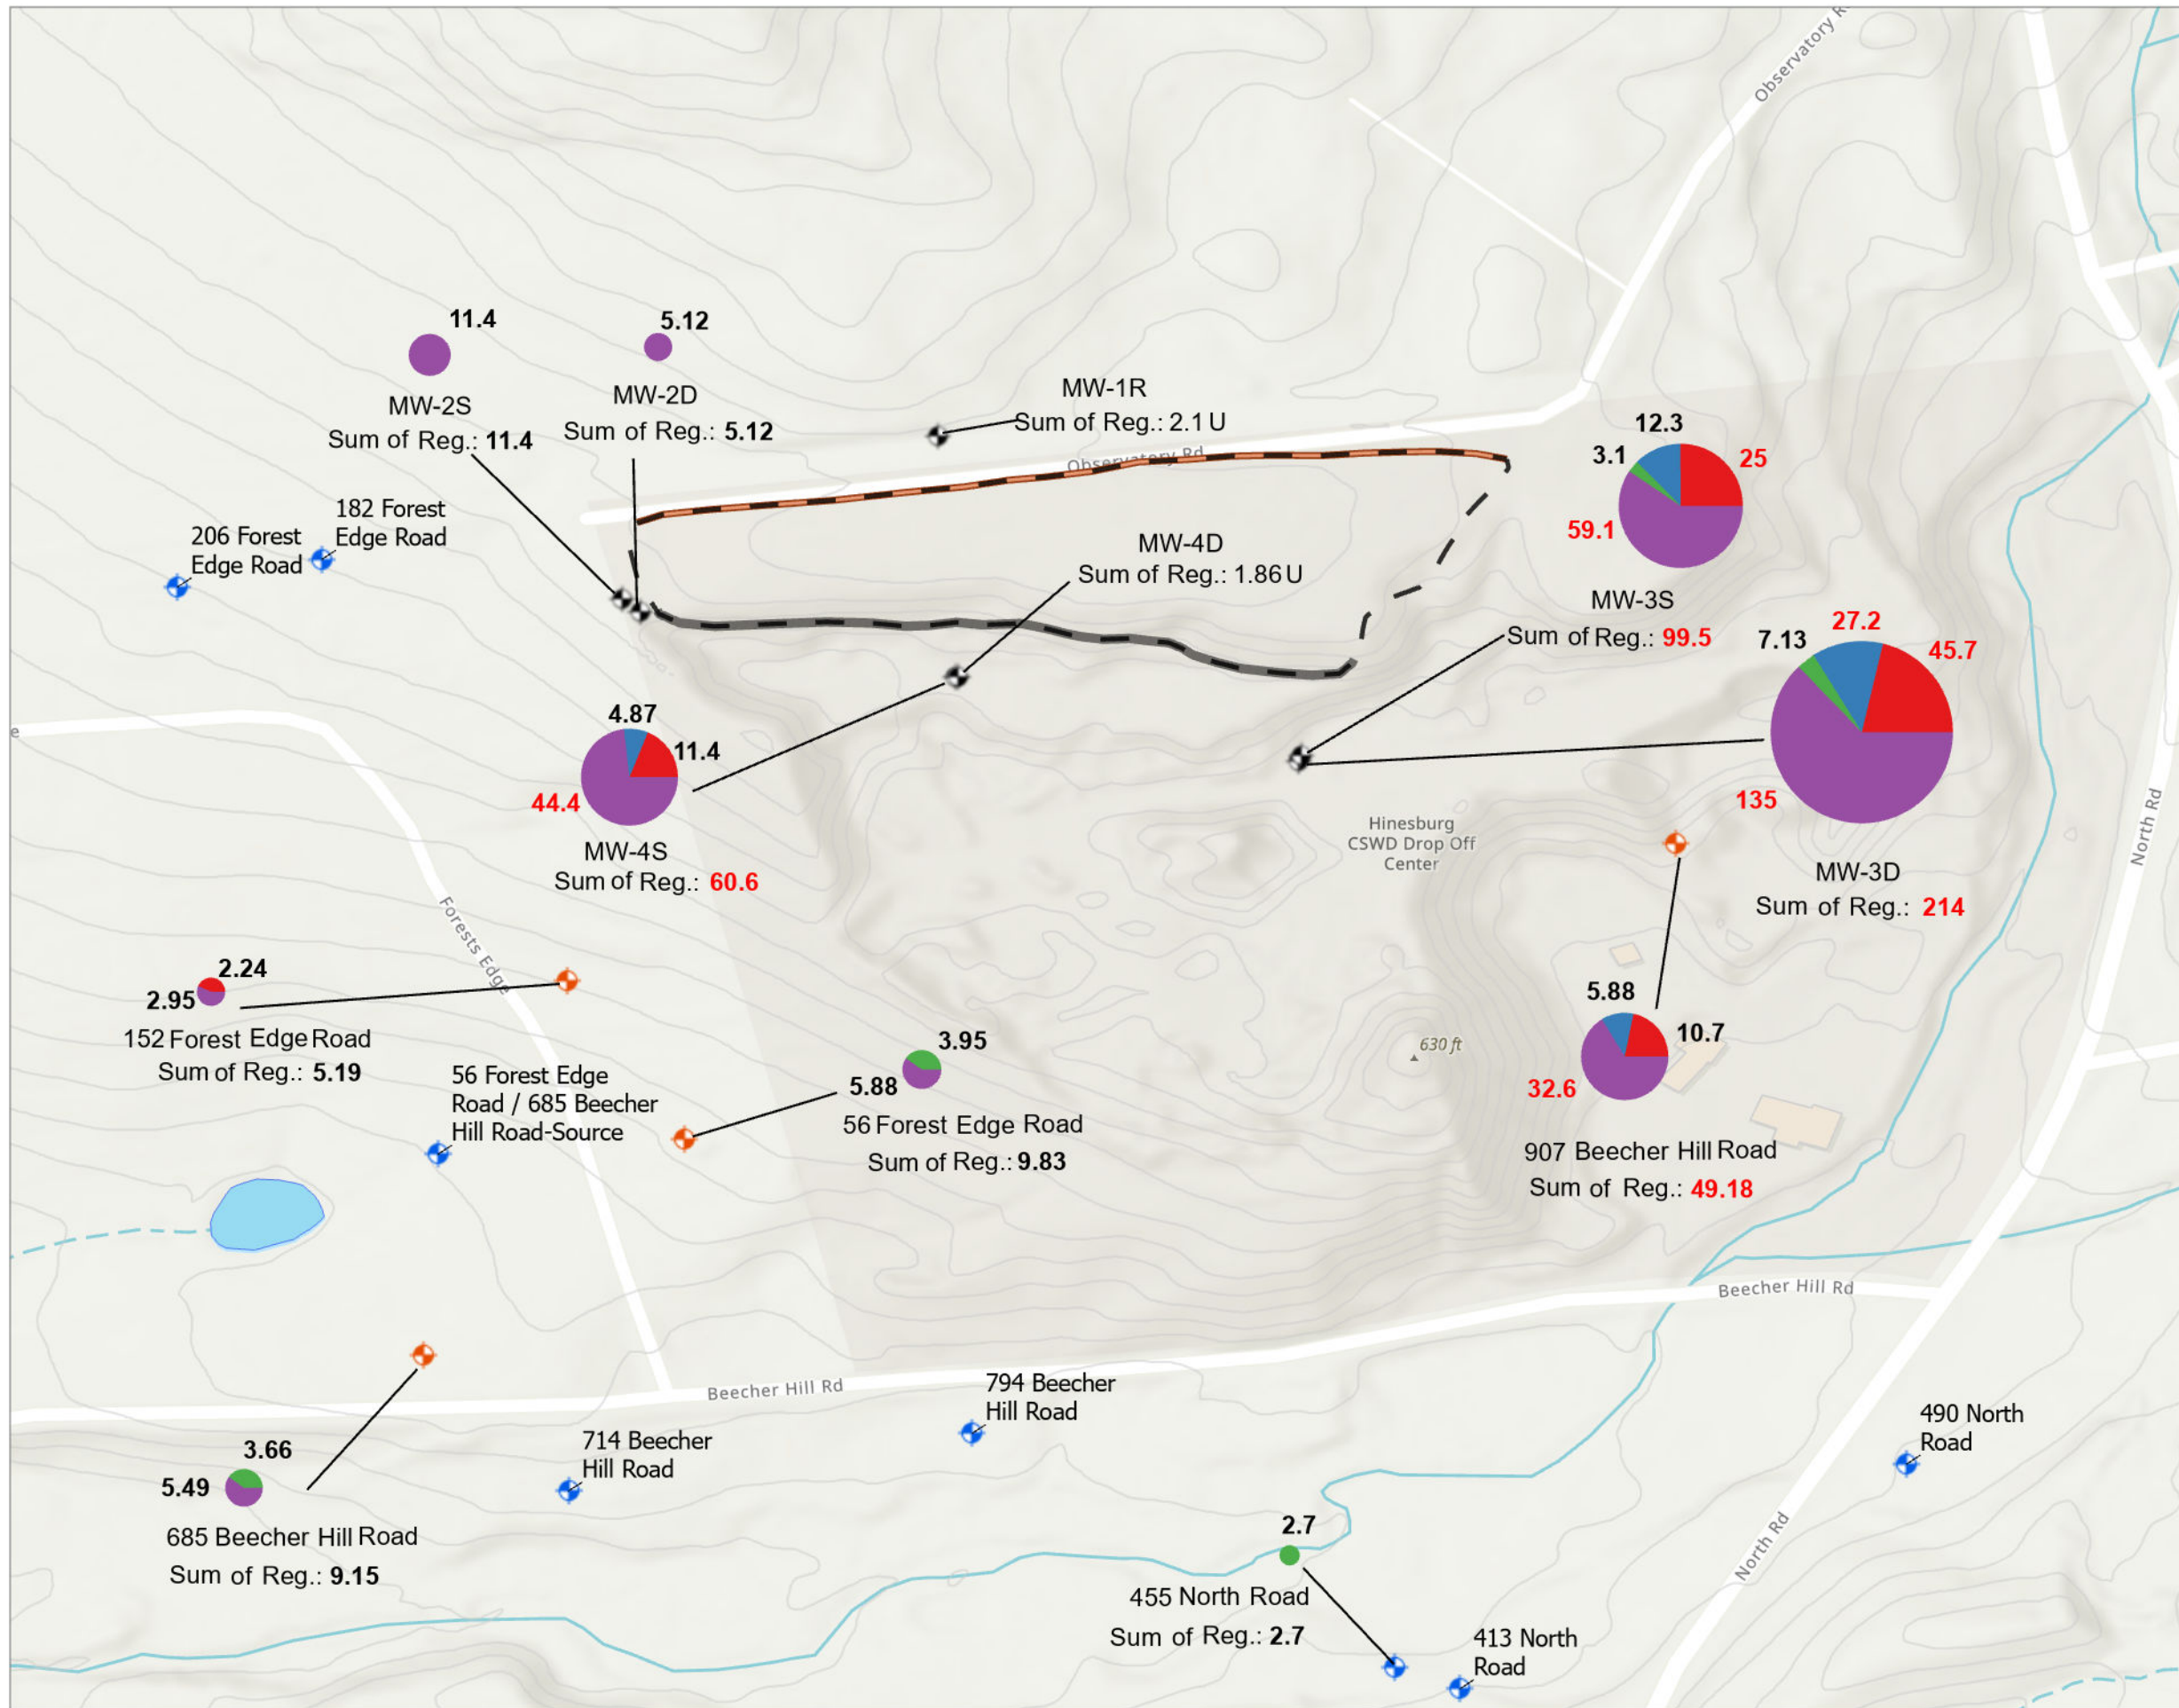 Observatory R
11.4
5.12
MW-2S
Sum of Reg.: 11.4
MW-2D
Sum of Reg.: 5.12
MW-1R
Sum of Reg.: 2.1 U
Observatory Rd
12.3
3.1
25
59.1
MW-3S
Sum of Reg.: 99.5
206 Forest
Edge Road
182 Forest
Edge Road
MW-4D
Sum of Reg.: 1.86 U
27.2
7.13
45.7
135
MW-3D
Sum of Reg.: 214
e
4.87
11.4
44.4
MW-4S
Sum of Reg.: 60.6
Hinesburg
CSWD Drop Off
Center
North Rd
Forests Edge
2.24
2.95
152 Forest Edge Road
Sum of Reg.: 5.19
56 Forest Edge
Road / 685 Beecher
Hill Road-Source
3.95
5.88
56 Forest Edge Road
Sum of Reg.: 9.83
630 ft
5.88
10.7
32.6
907 Beecher Hill Road
Sum of Reg.: 49.18
Beecher Hill Rd
Beecher Hill Rd
794 Beecher
Hill Road
490 North
Road
3.66
5.49
685 Beecher Hill Road
Sum of Reg.: 9.15
714 Beecher
Hill Road
2.7
455 North Road
Sum of Reg.: 2.7
North Rd
413 North
Road